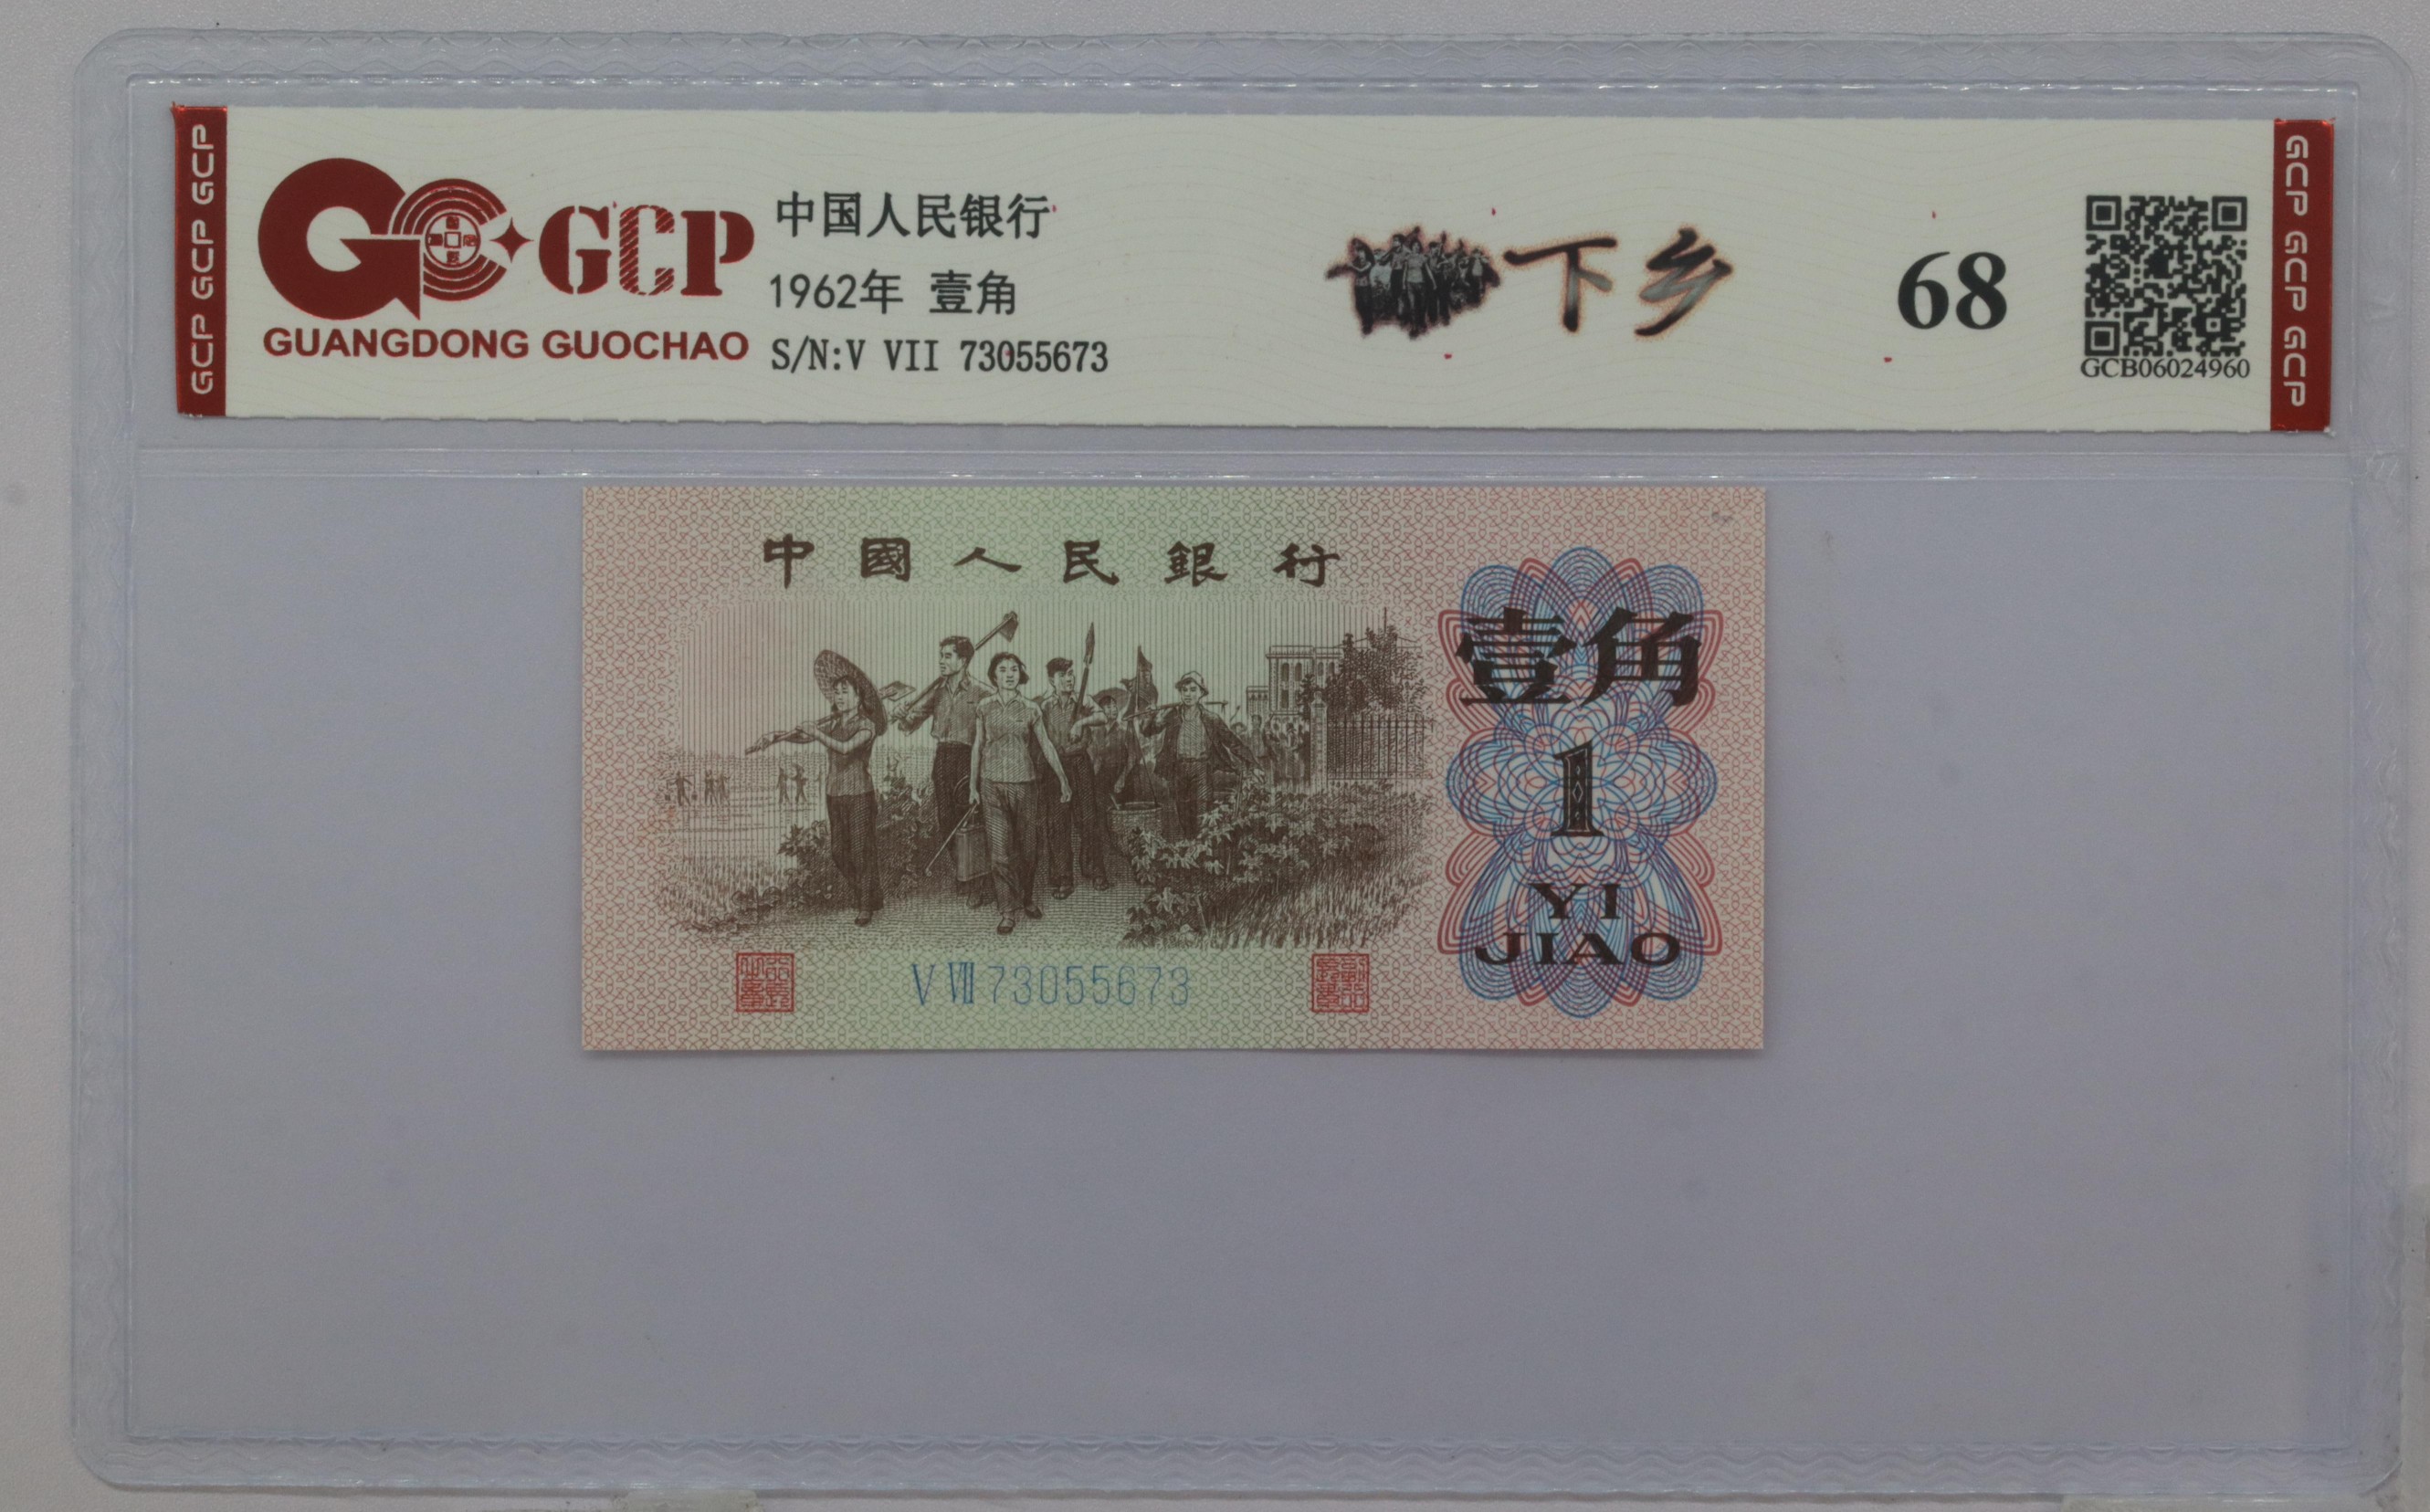 GCP GCP GCP
GCP
GUANGDONG GUOCHAO
中国人民银行
1962年 壹角
S/N:V VII 73055673
下乡
68
GCB06024960
GCP GCP GCP
中國人民銀行
壹角
1
YI
JIAO
V VII 73055673